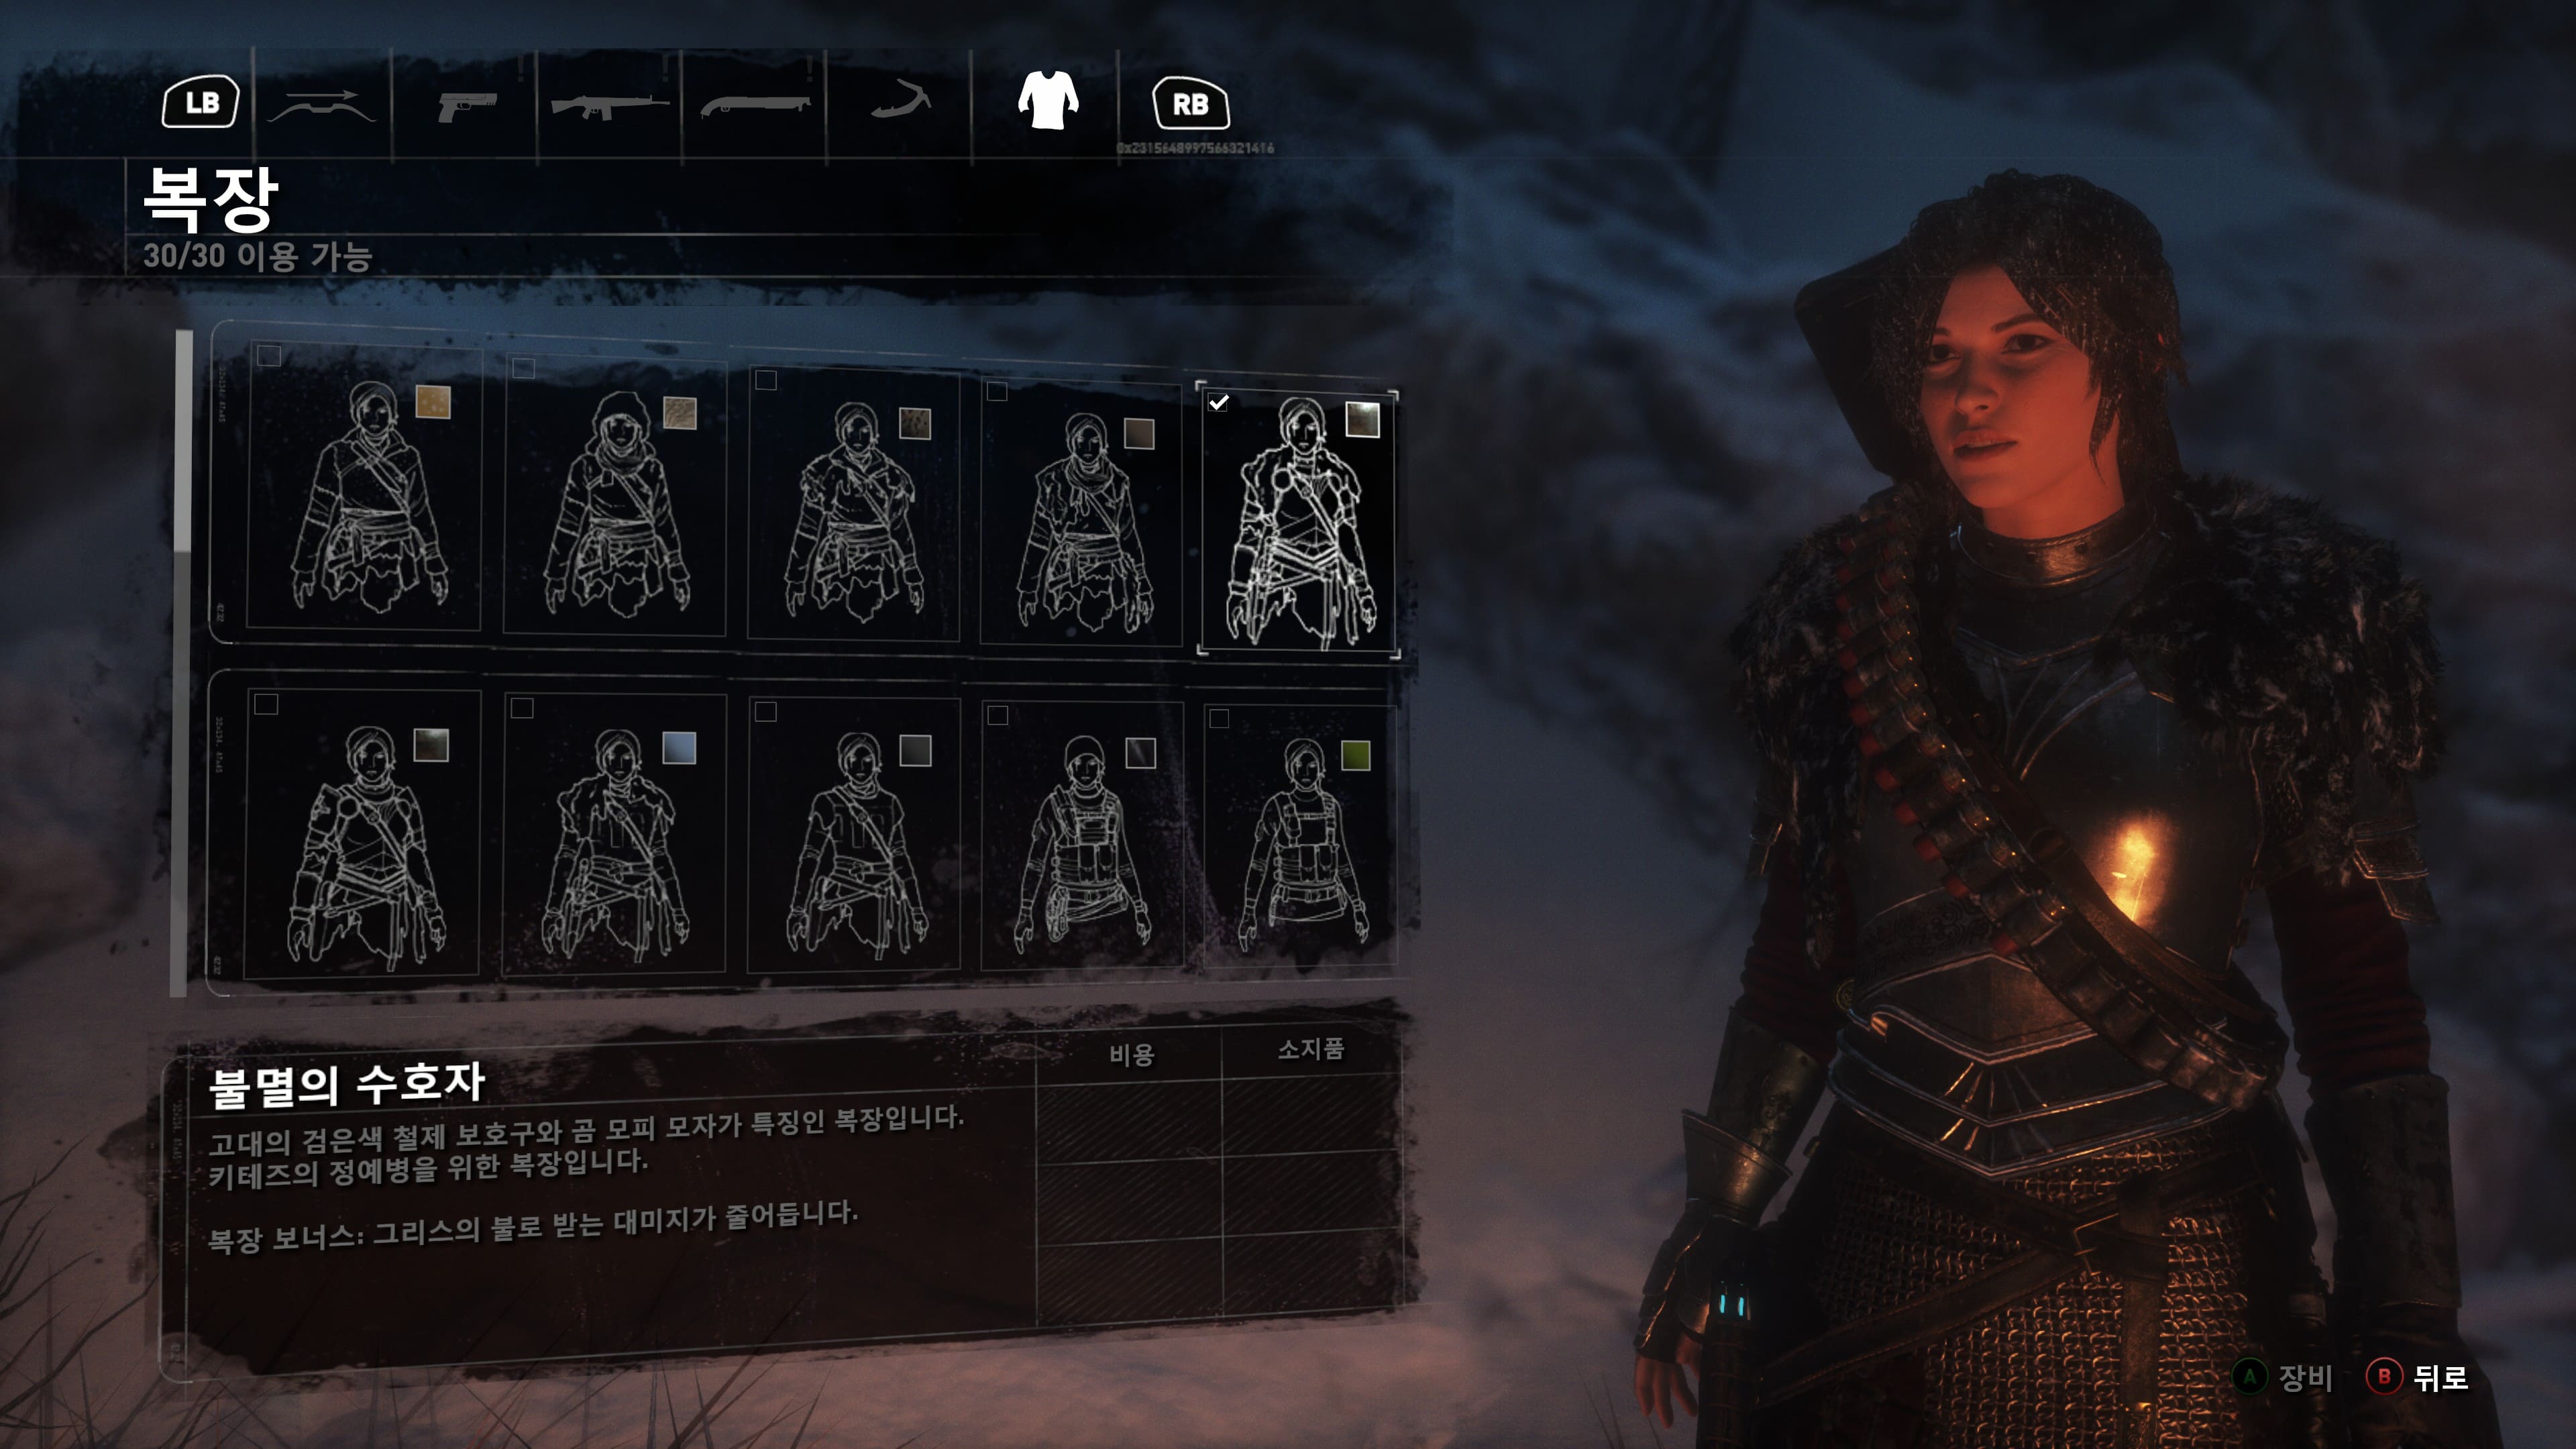 LB
RB
0x2315648997566321416
복장
30/30 이용 가능
불멸의 수호자
고대의 검은색 철제 보호구와 곰 모피 모자가 특징인 복장입니다.
키테즈의 정예병을 위한 복장입니다.
복장 보너스: 그리스의 불로 받는 대미지가 줄어듭니다.
비용
소지품
A 장비
B 뒤로